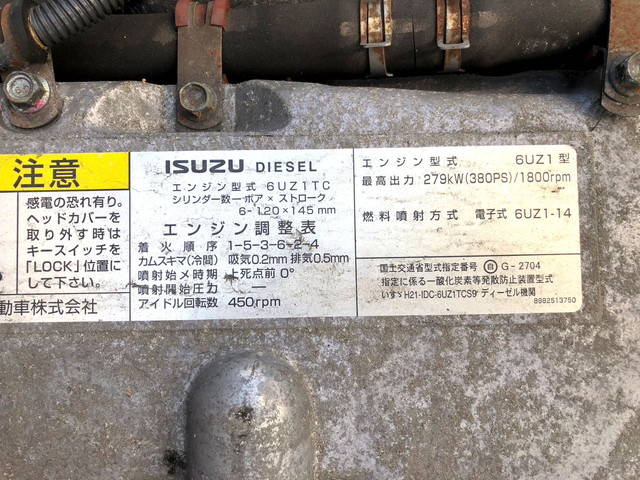 注意
感電の恐れ有り。
ヘッドカバーを
取り外す時は
キースイッチを
「LOCK」位置に
して下さい。
動車株式会社
ISUZU DIESEL
エンジン型式 6UZ1TC
シリンダー数ーボア×ストローク
6-120×145mm
エンジン調整表
着火順序 1-5-3-6-2-4
カムスキマ(冷間) 吸気0.2mm 排気0.5mm
噴射始メ時期 上死点前 0°
噴射開始圧力 ー
アイドル回転数 450rpm
エンジン型式 6UZ1型
最高出力 279kW(380PS)/1800rpm
燃料噴射方式 電子式 6UZ1-14
国土交通省型式指定番号 自 G-2704
指定に係る一酸化炭素等発散防止装置型式
いすゞH21-IDC-6UZ1TCS9 ディーゼル機関
8982513750